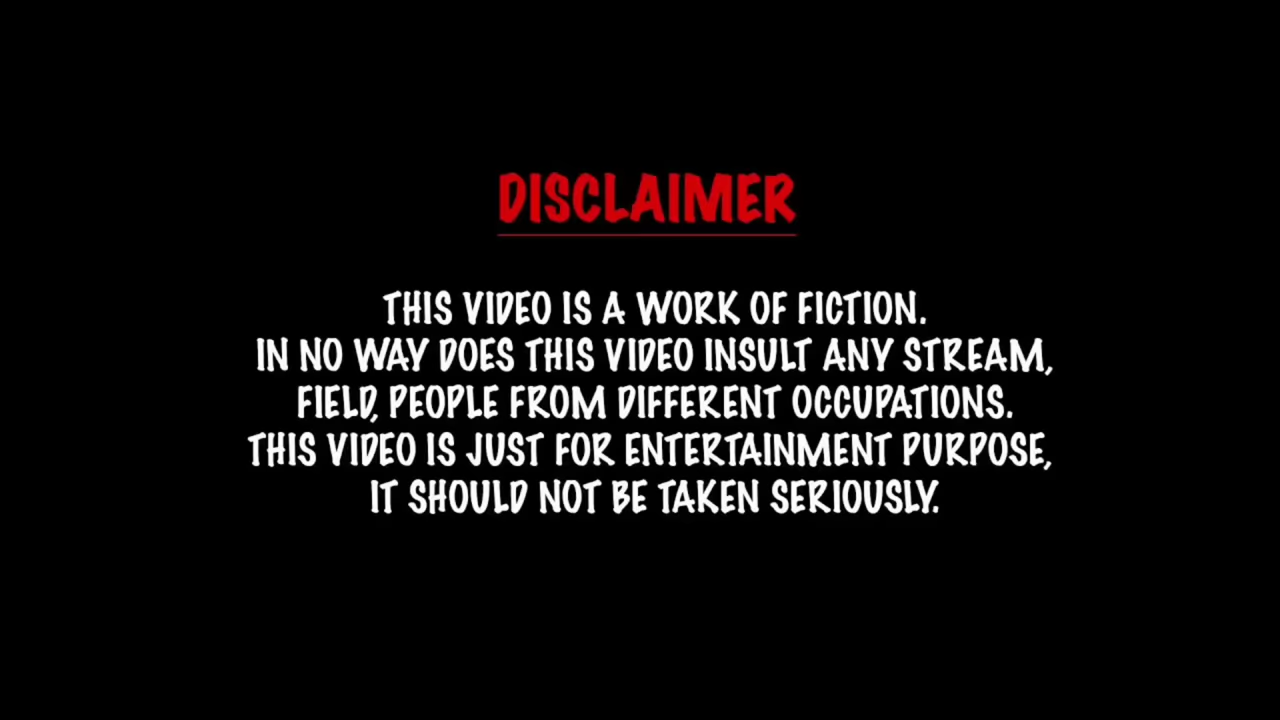 DISCLAIMER
THIS VIDEO IS A WORK OF FICTION.
IN NO WAY DOES THIS VIDEO INSULT ANY STREAM,
FIELD, PEOPLE FROM DIFFERENT OCCUPATIONS.
THIS VIDEO IS JUST FOR ENTERTAINMENT PURPOSE,
IT SHOULD NOT BE TAKEN SERIOUSLY.